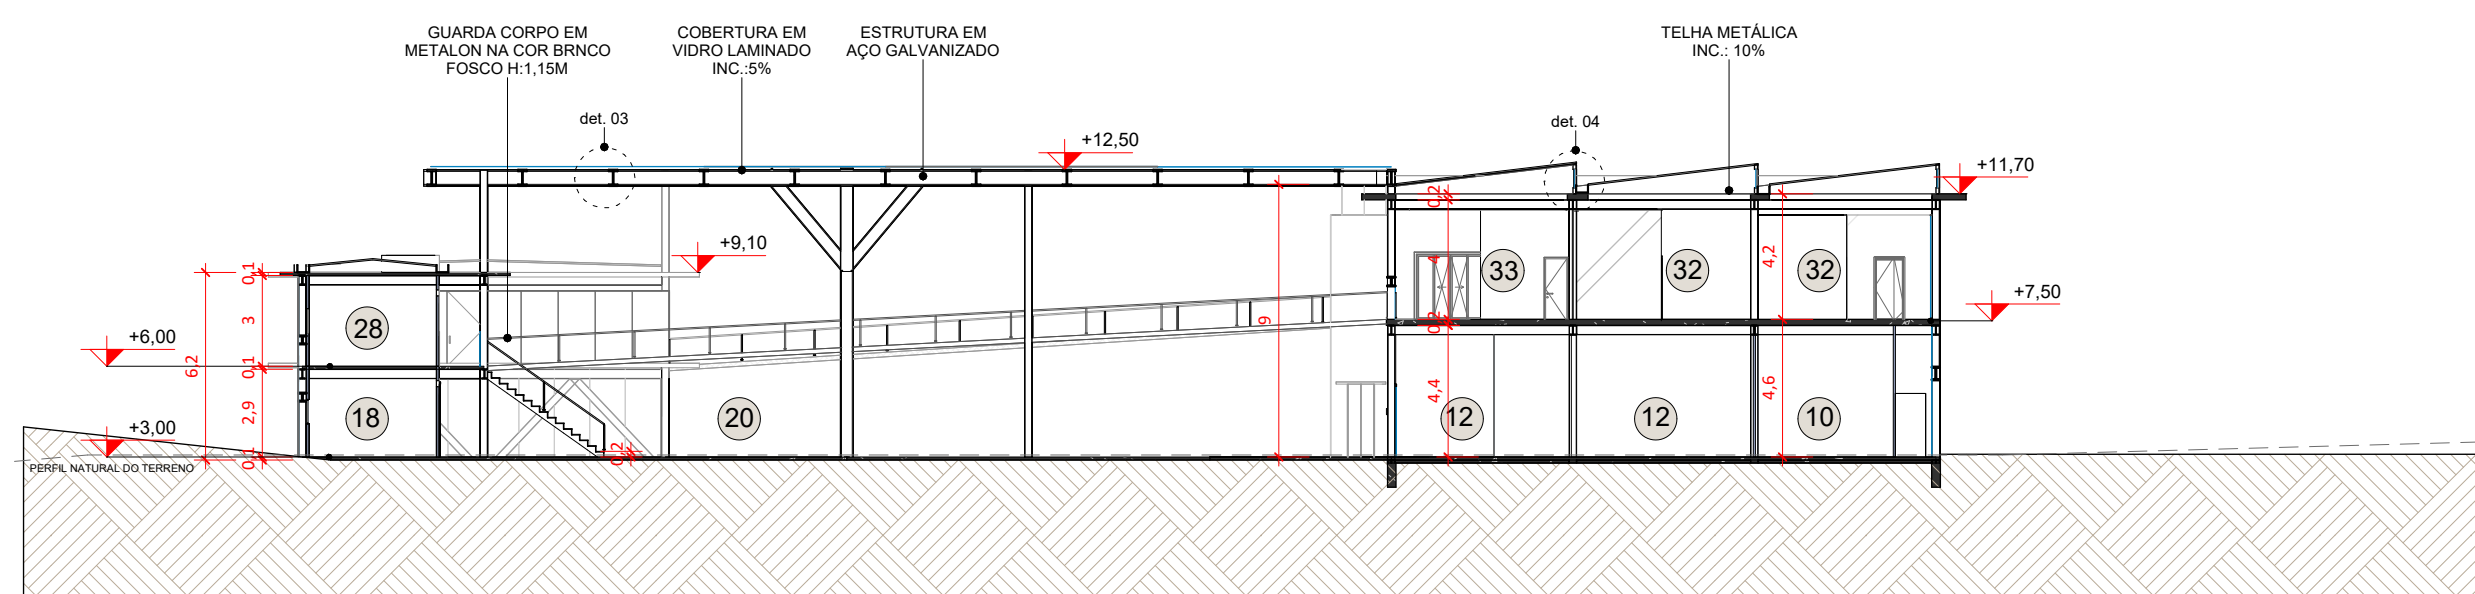 GUARDA CORPO EM
METALON NA COR BRNCO
FOSCO H:1,15M
COBERTURA EM
VIDRO LAMINADO
INC.:5%
ESTRUTURA EM
AÇO GALVANIZADO
TELHA METÁLICA
INC.: 10%
det. 03
det. 04
+12,50
+11,70
+9,10
+7,50
+6,00
+3,00
PERFIL NATURAL DO TERRENO
6,2
0,1
3
0,1
2,9
0,1
0,2
9
0,2
4
0,2
4,4
4,2
4,6
28
18
20
33
32
32
12
12
10